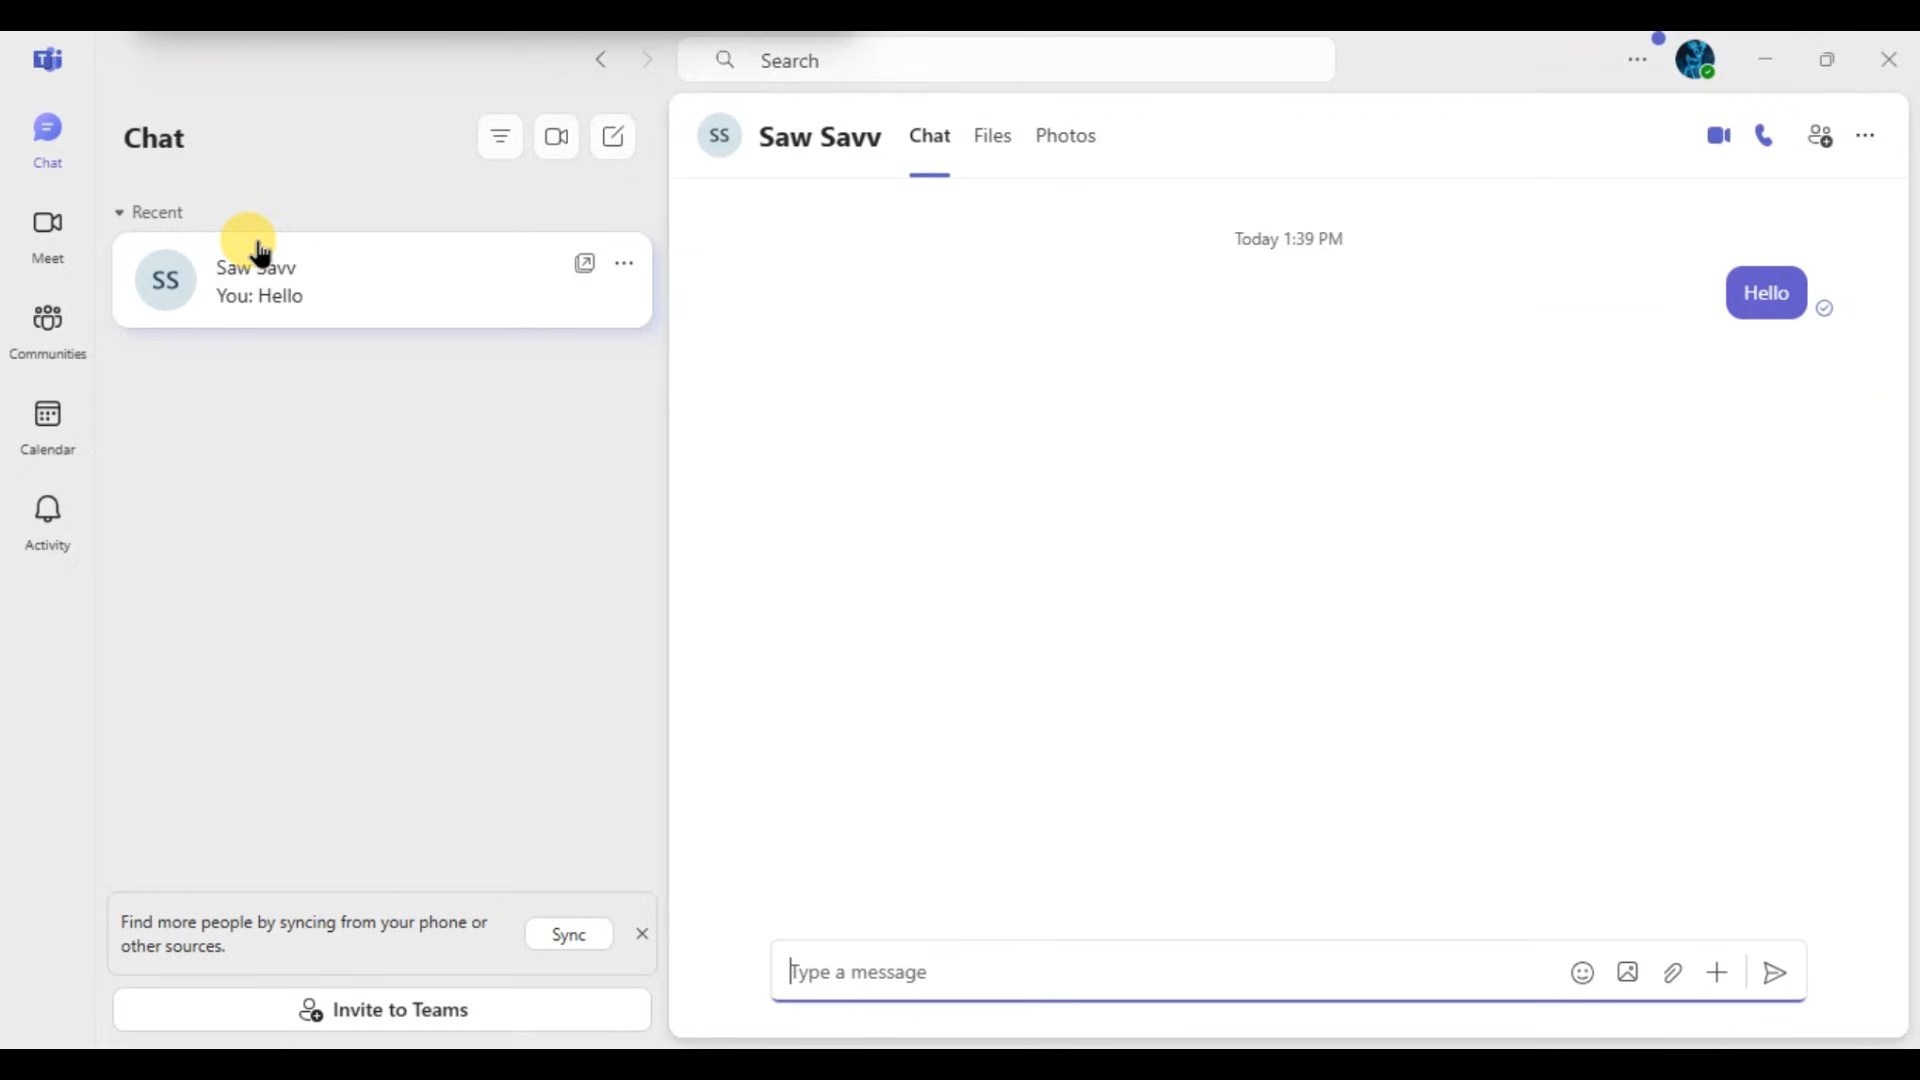 Search
Chat
Meet
Communities
Calendar
Activity
Chat
Recent
SS
Saw Savv
You: Hello
Find more people by syncing from your phone or
other sources.
Sync
Invite to Teams
SS
Saw Savv
Chat
Files
Photos
Today 1:39 PM
Hello
Type a message